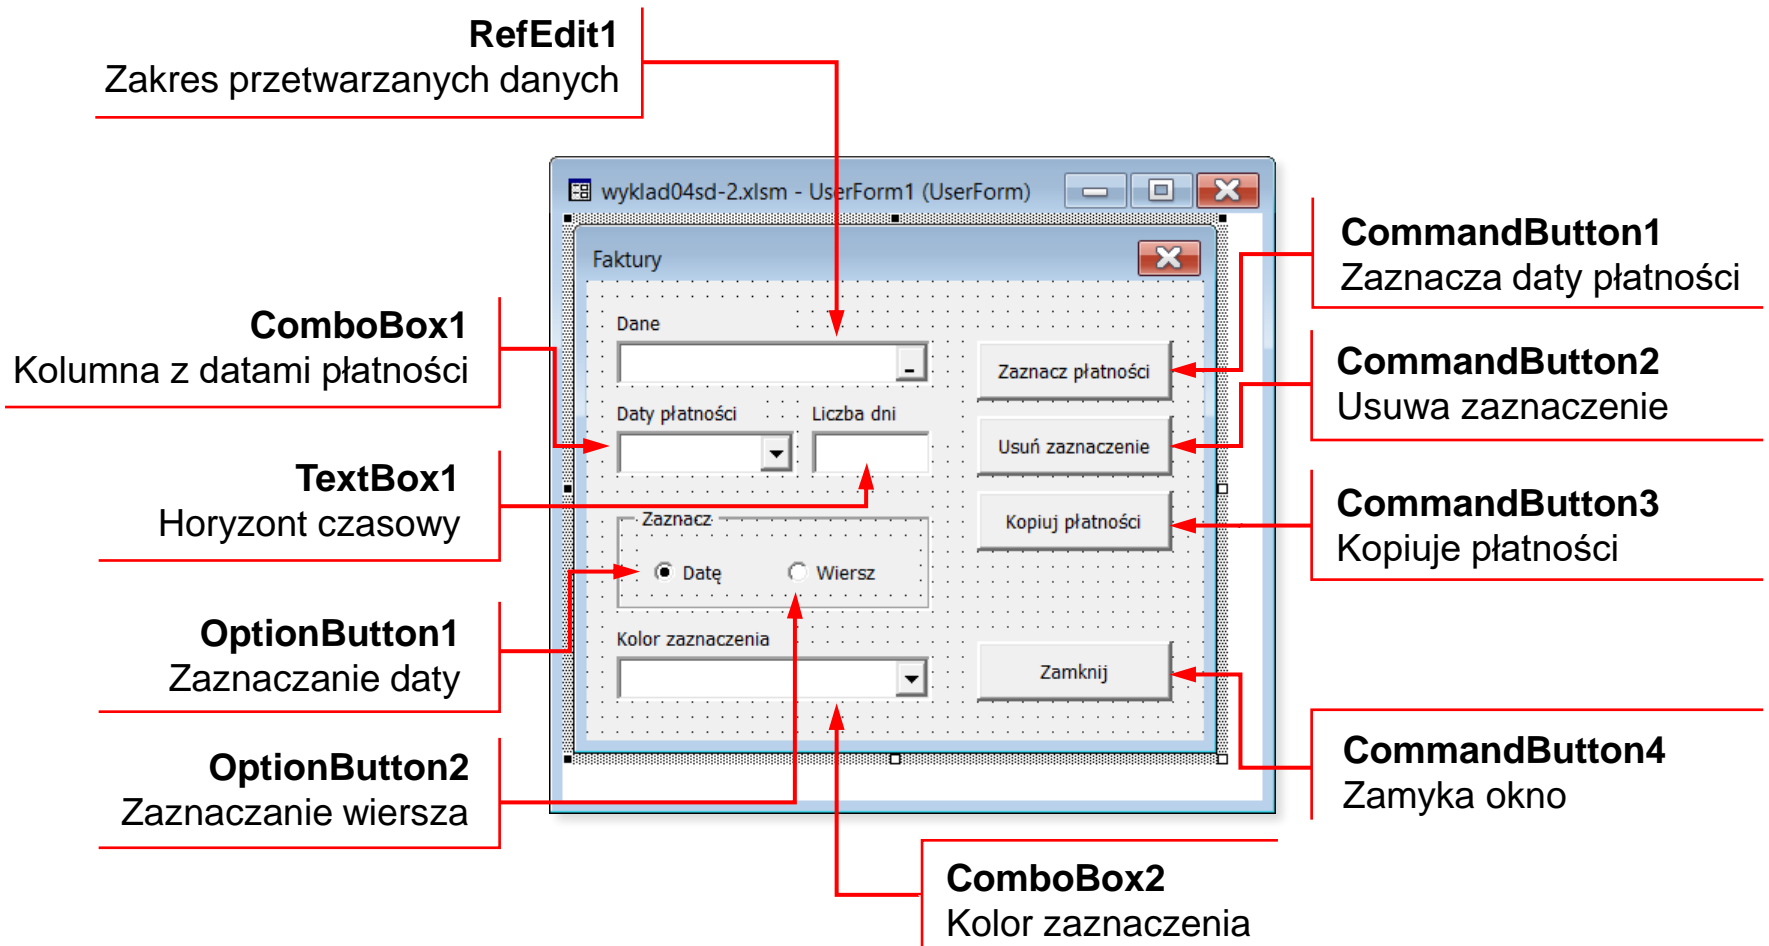 RefEdit1
Zakres przetwarzanych danych
wyklad04sd-2.xlsm - UserForm1 (UserForm)
CommandButton1
Zaznacza daty płatności
Faktury
ComboBox1
Kolumna z datami płatności
Dane
Zaznacz płatności
CommandButton2
Usuwa zaznaczenie
Daty płatności
Liczba dni
Usuń zaznaczenie
TextBox1
Horyzont czasowy
CommandButton3
Kopiuje płatności
Zaznacz
Kopiuj płatności
Datę
Wiersz
OptionButton1
Zaznaczanie daty
Kolor zaznaczenia
Zamknij
OptionButton2
Zaznaczanie wiersza
CommandButton4
Zamyka okno
ComboBox2
Kolor zaznaczenia